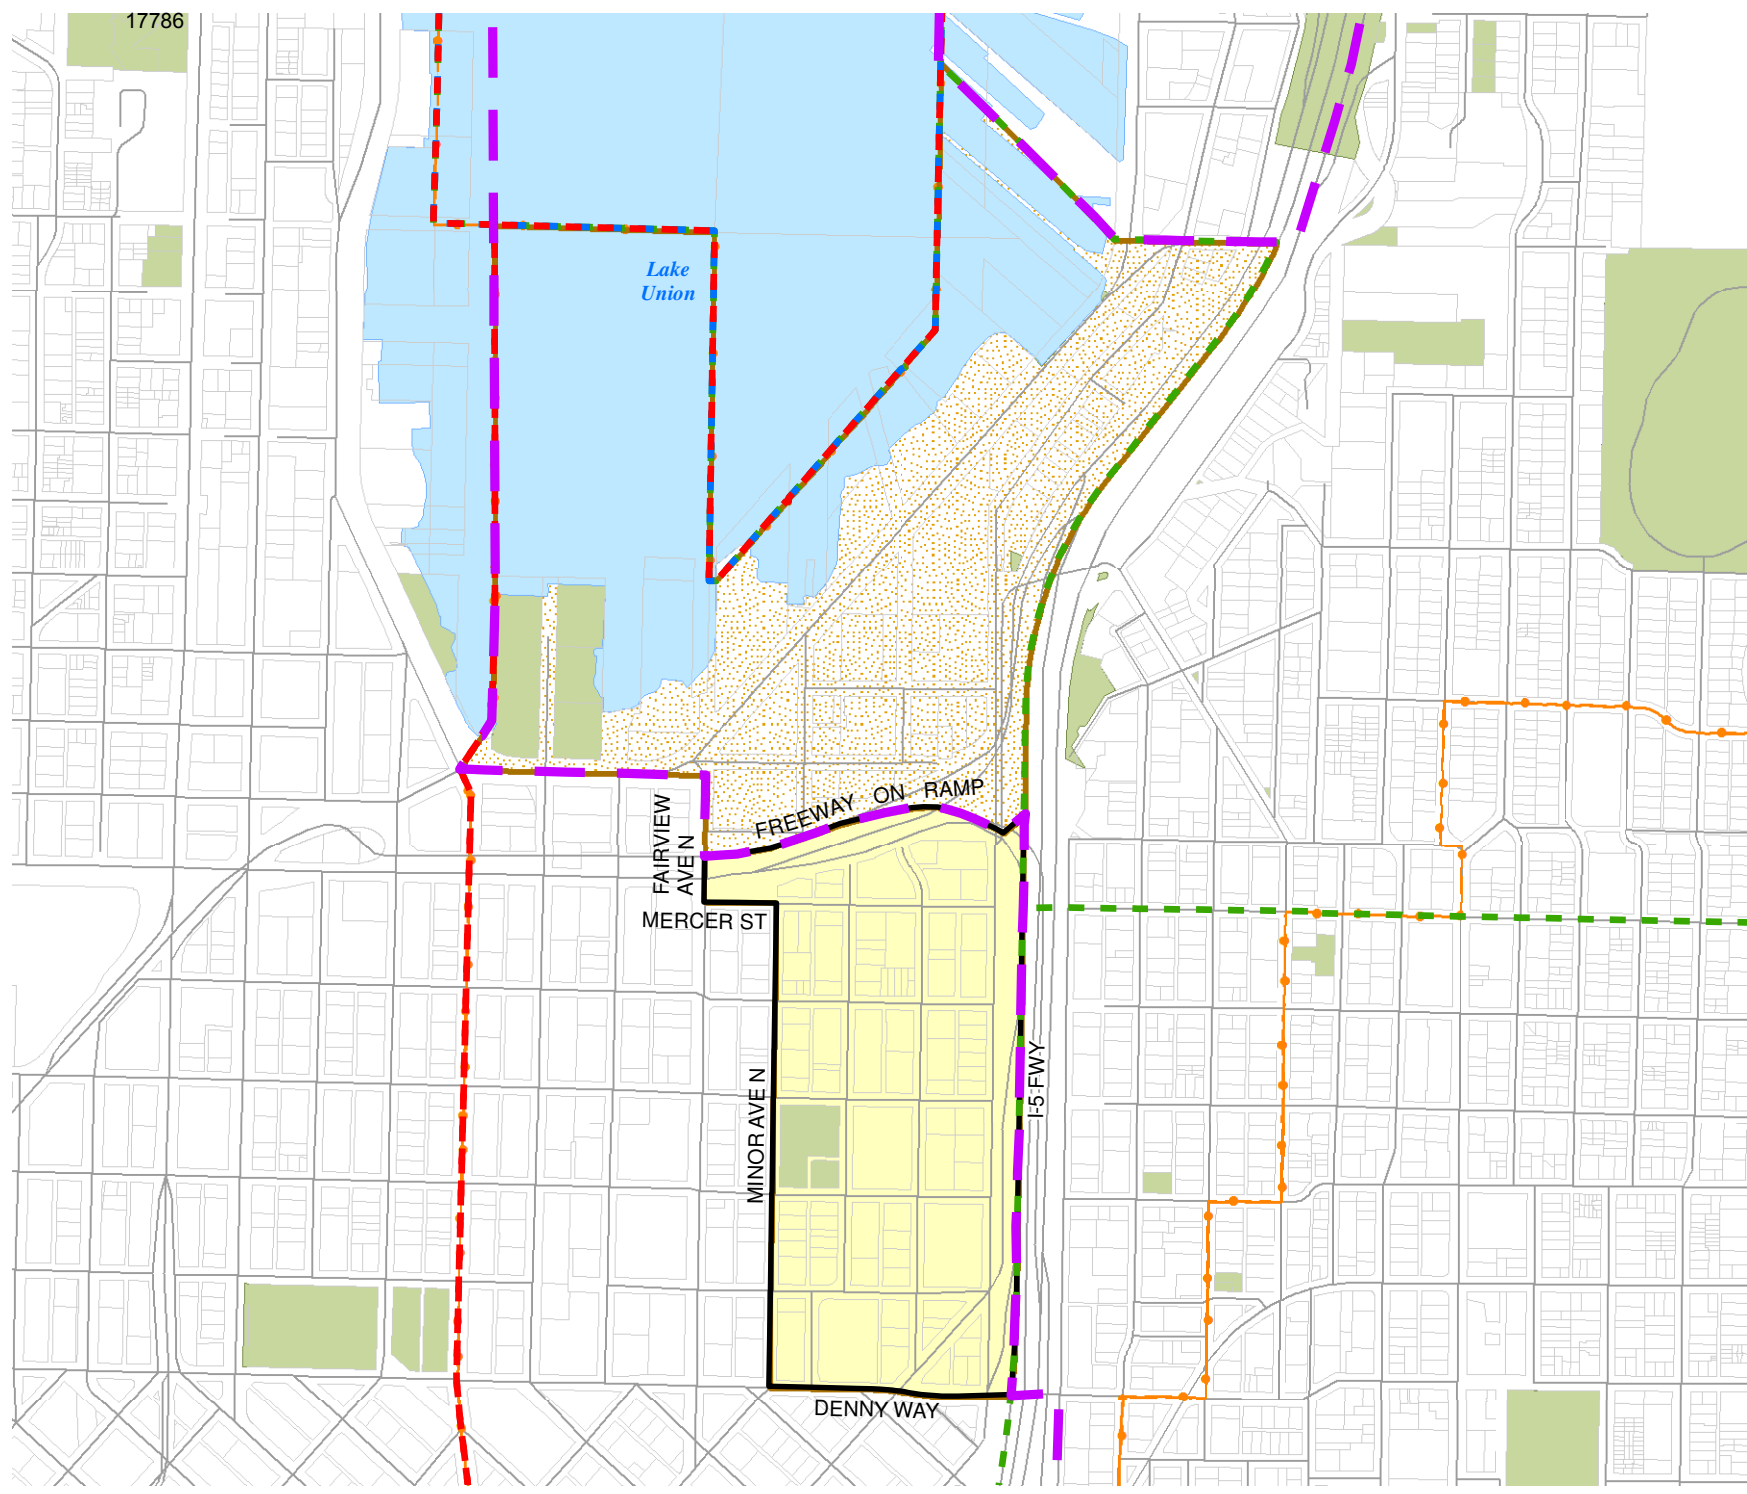 17786
Lake
Union
FREEWAY ON RAMP
FAIRVIEW
AVE N
MERCER ST
I-5 FWY
MINOR AVE N
DENNY WAY